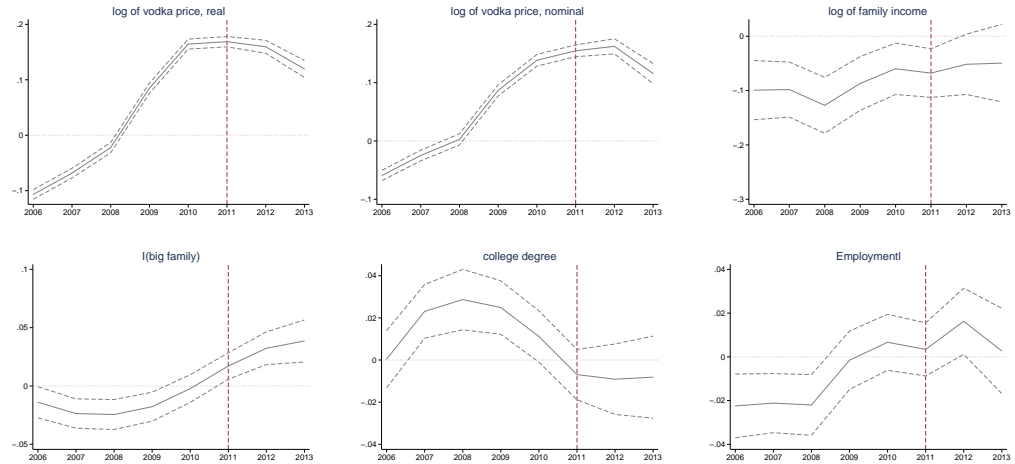 log of vodka price, real
.2
.1
0
-.1
2006 2007 2008 2009 2010 2011 2012 2013
log of vodka price, nominal
.2
.1
0
-.1
2006 2007 2008 2009 2010 2011 2012 2013
log of family income
0
-.1
-.2
-.3
2006 2007 2008 2009 2010 2011 2012 2013
I(big family)
.1
.05
0
-.05
2006 2007 2008 2009 2010 2011 2012 2013
college degree
.04
.02
0
-.02
-.04
2006 2007 2008 2009 2010 2011 2012 2013
EmploymentI
.04
.02
0
-.02
-.04
2006 2007 2008 2009 2010 2011 2012 2013